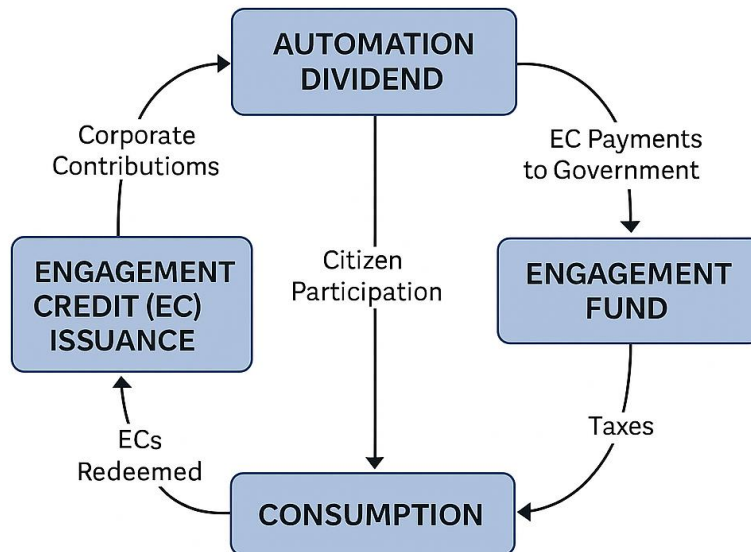 AUTOMATION
DIVIDEND
Corporate
Contributioms
EC Payments
to Government
ENGAGEMENT
CREDIT (EC)
ISSUANCE
Citizen
Participation
ENGAGEMENT
FUND
ECs
Redeemed
Taxes
CONSUMPTION